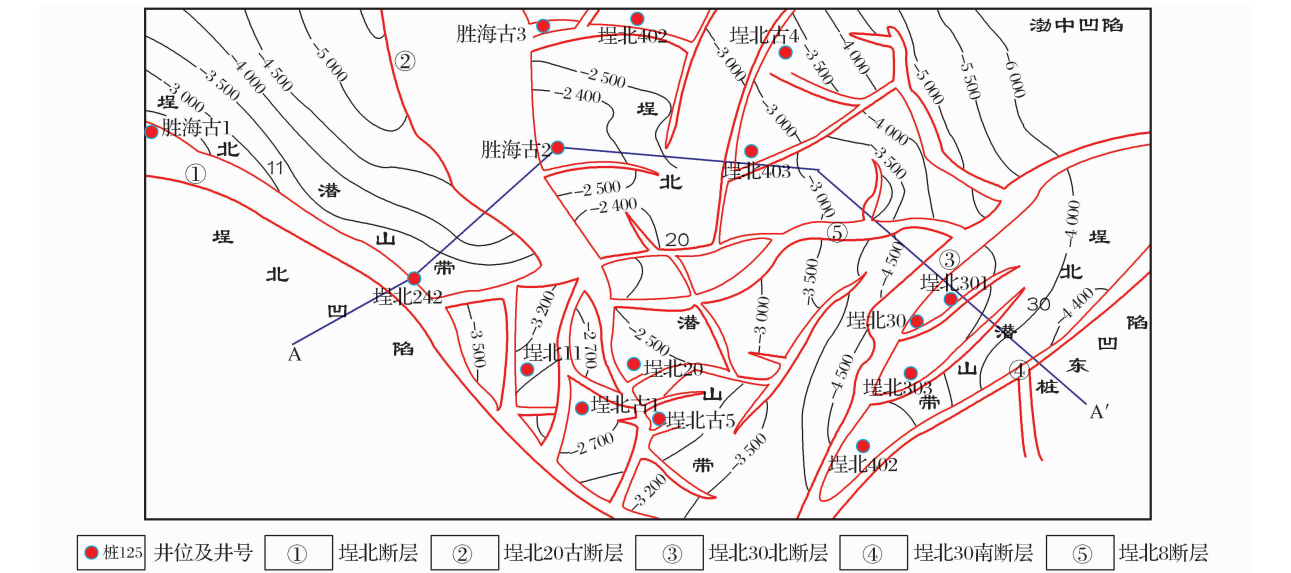 渤中凹陷
胜海古3
埕北402
埕北古4
②
-5 000
-4 500
-4 000
-3 500
-3 000
-2 500
-2 400
-3 000
-3 500
-4 000
-5 000
-5 500
-6 000
埕
北
11
潜
山
带
胜海古1
①
胜海古2
埕
北
埕北403
-3 000
-4 000
-3 500
-2 500
-2 400
20
-3 000
⑤
-4 000
埕
北
凹
陷
埕北242
A
-3 500
-4 500
③
埕北301
埕北30
30
-4 400
埕
北
潜
山
带
埕北303
④
桩
东
凹
陷
A′
-3 500
-3 200
-2 700
-2 500
-3 000
-4 500
潜
山
带
埕北11
埕北20
埕北古1
埕北古5
-2 700
-3 200
-3 500
埕北402
桩125 井位及井号 ① 埕北断层 ② 埕北20古断层 ③ 埕北30北断层 ④ 埕北30南断层 ⑤ 埕北8断层